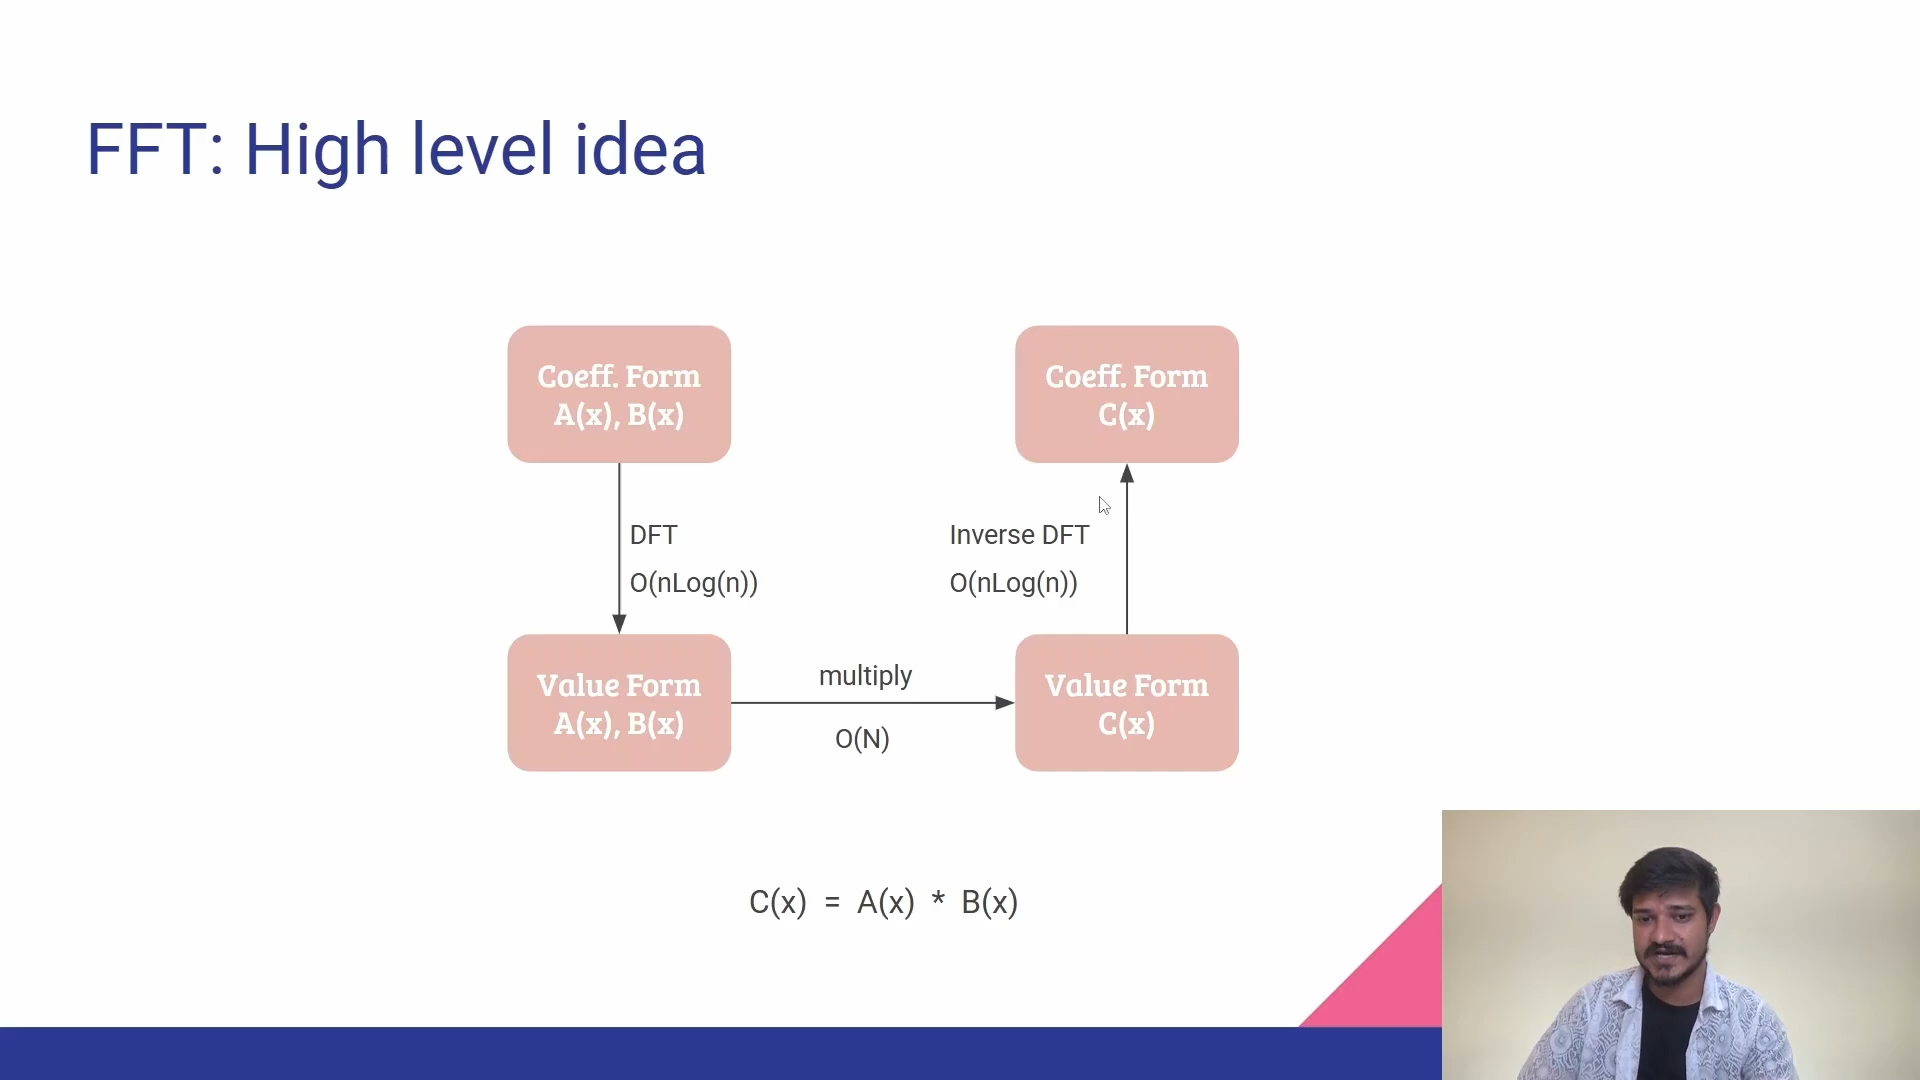 FFT: High level idea
Coeff. Form
A(x), B(x)
Coeff. Form
C(x)
DFT
O(nLog(n))
Inverse DFT
O(nLog(n))
Value Form
A(x), B(x)
multiply
O(N)
Value Form
C(x)
C(x) = A(x) * B(x)